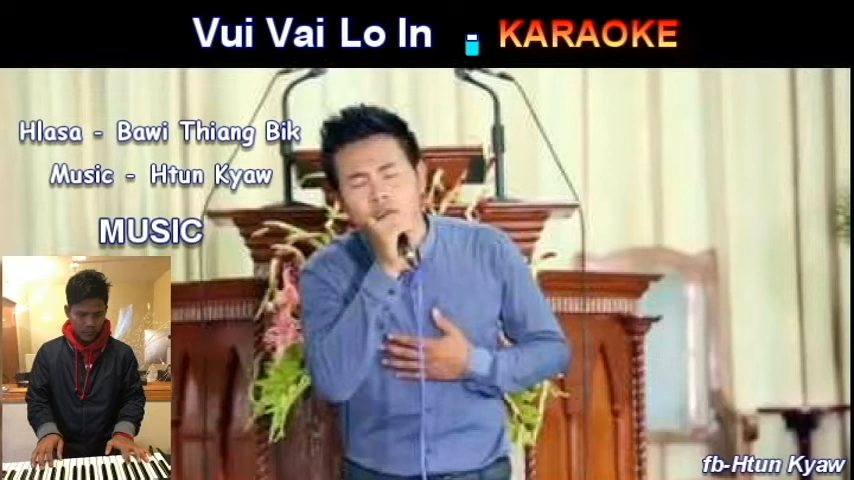 Vui Vai Lo In KARAOKE
Hlasa - Bawi Thiang Bik
Music - Htun Kyaw
MUSIC
fb-Htun Kyaw